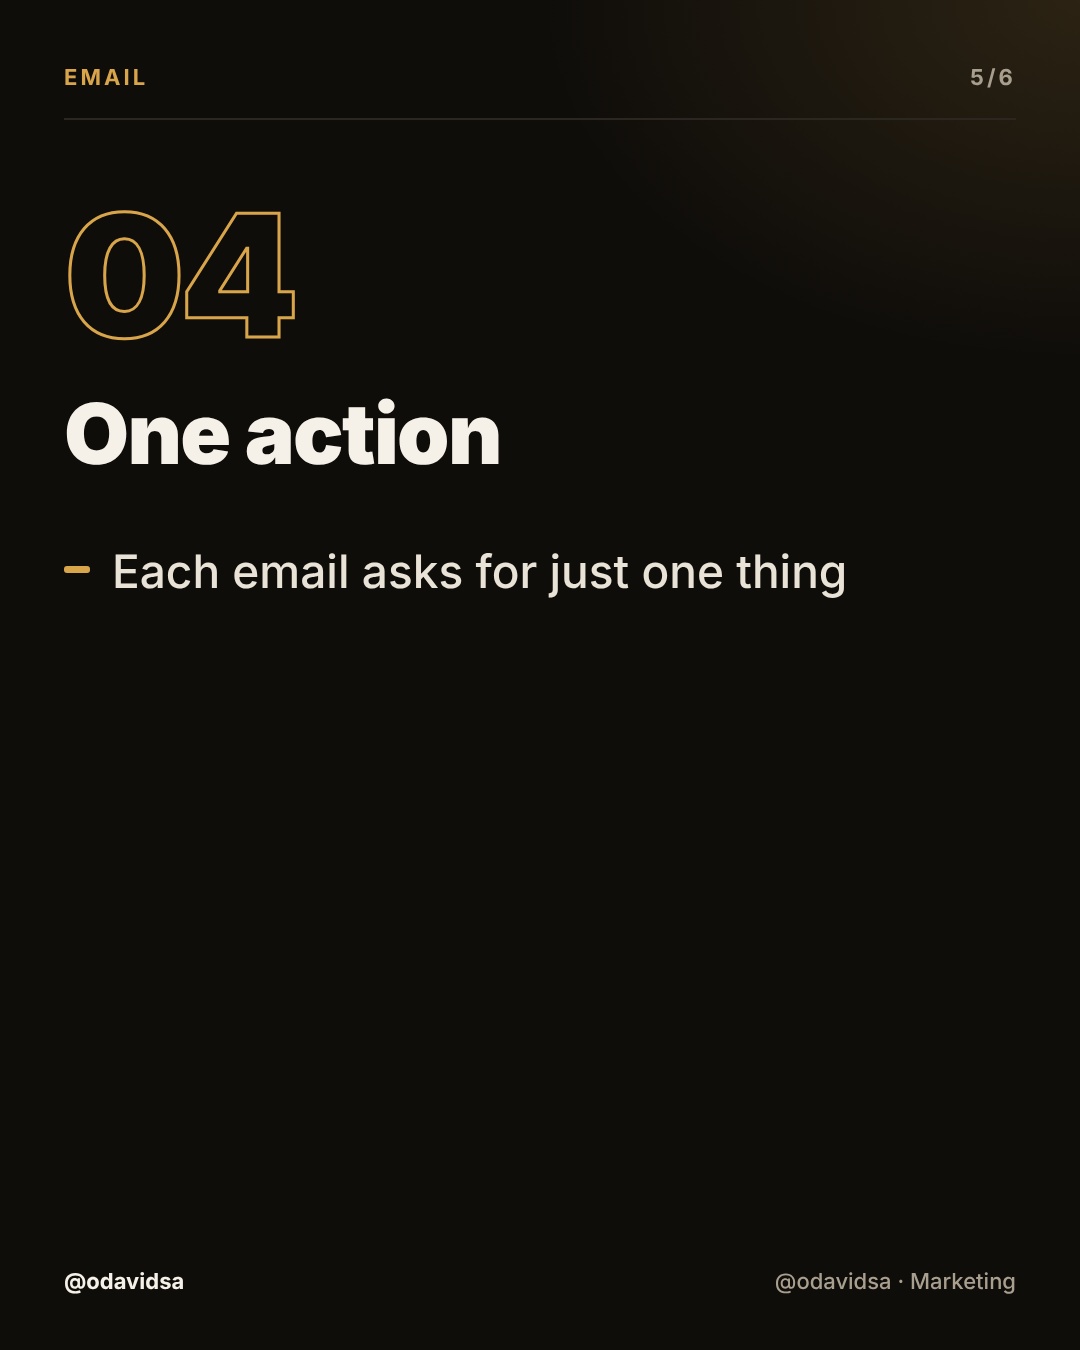 EMAIL
5/6
04
One action
Each email asks for just one thing
@odavidsa
@odavidsa · Marketing